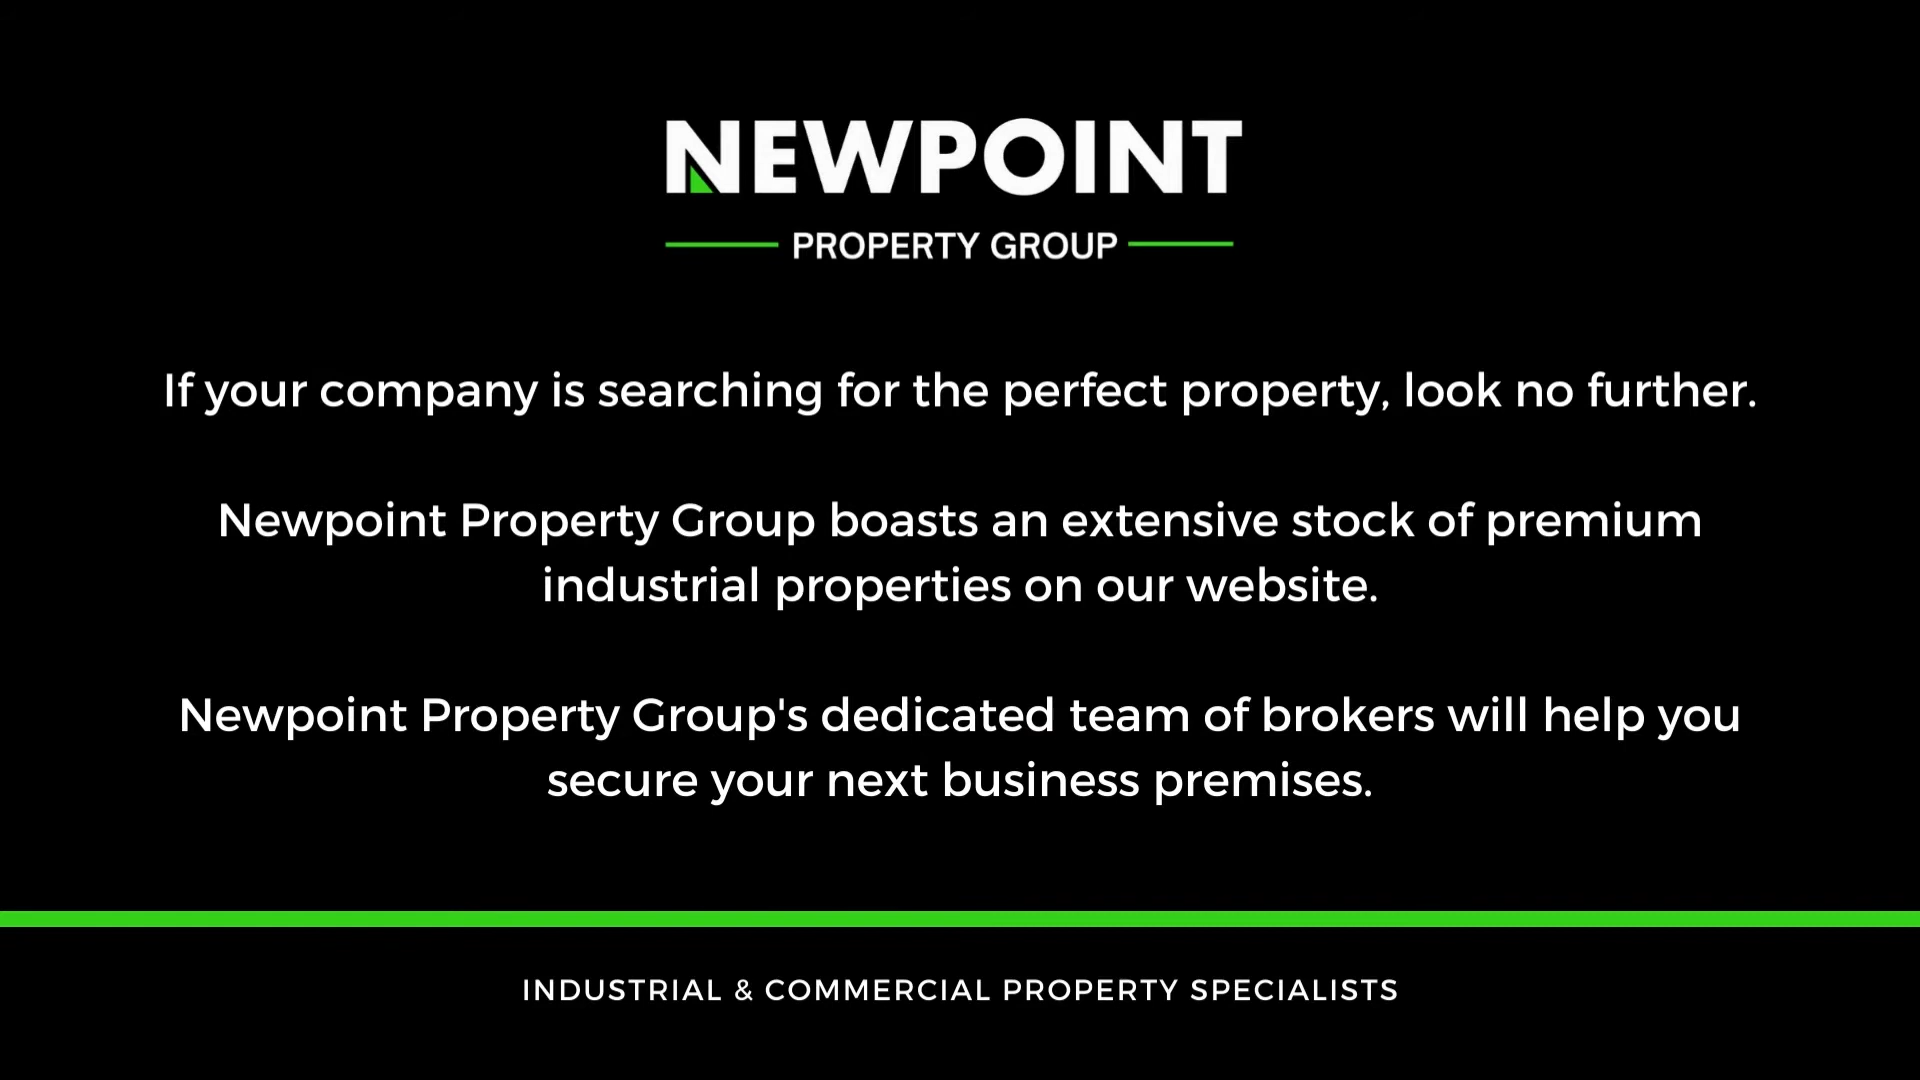 NEWPOINT
PROPERTY GROUP
If your company is searching for the perfect property, look no further.
Newpoint Property Group boasts an extensive stock of premium
industrial properties on our website.
Newpoint Property Group's dedicated team of brokers will help you
secure your next business premises.
INDUSTRIAL & COMMERCIAL PROPERTY SPECIALISTS